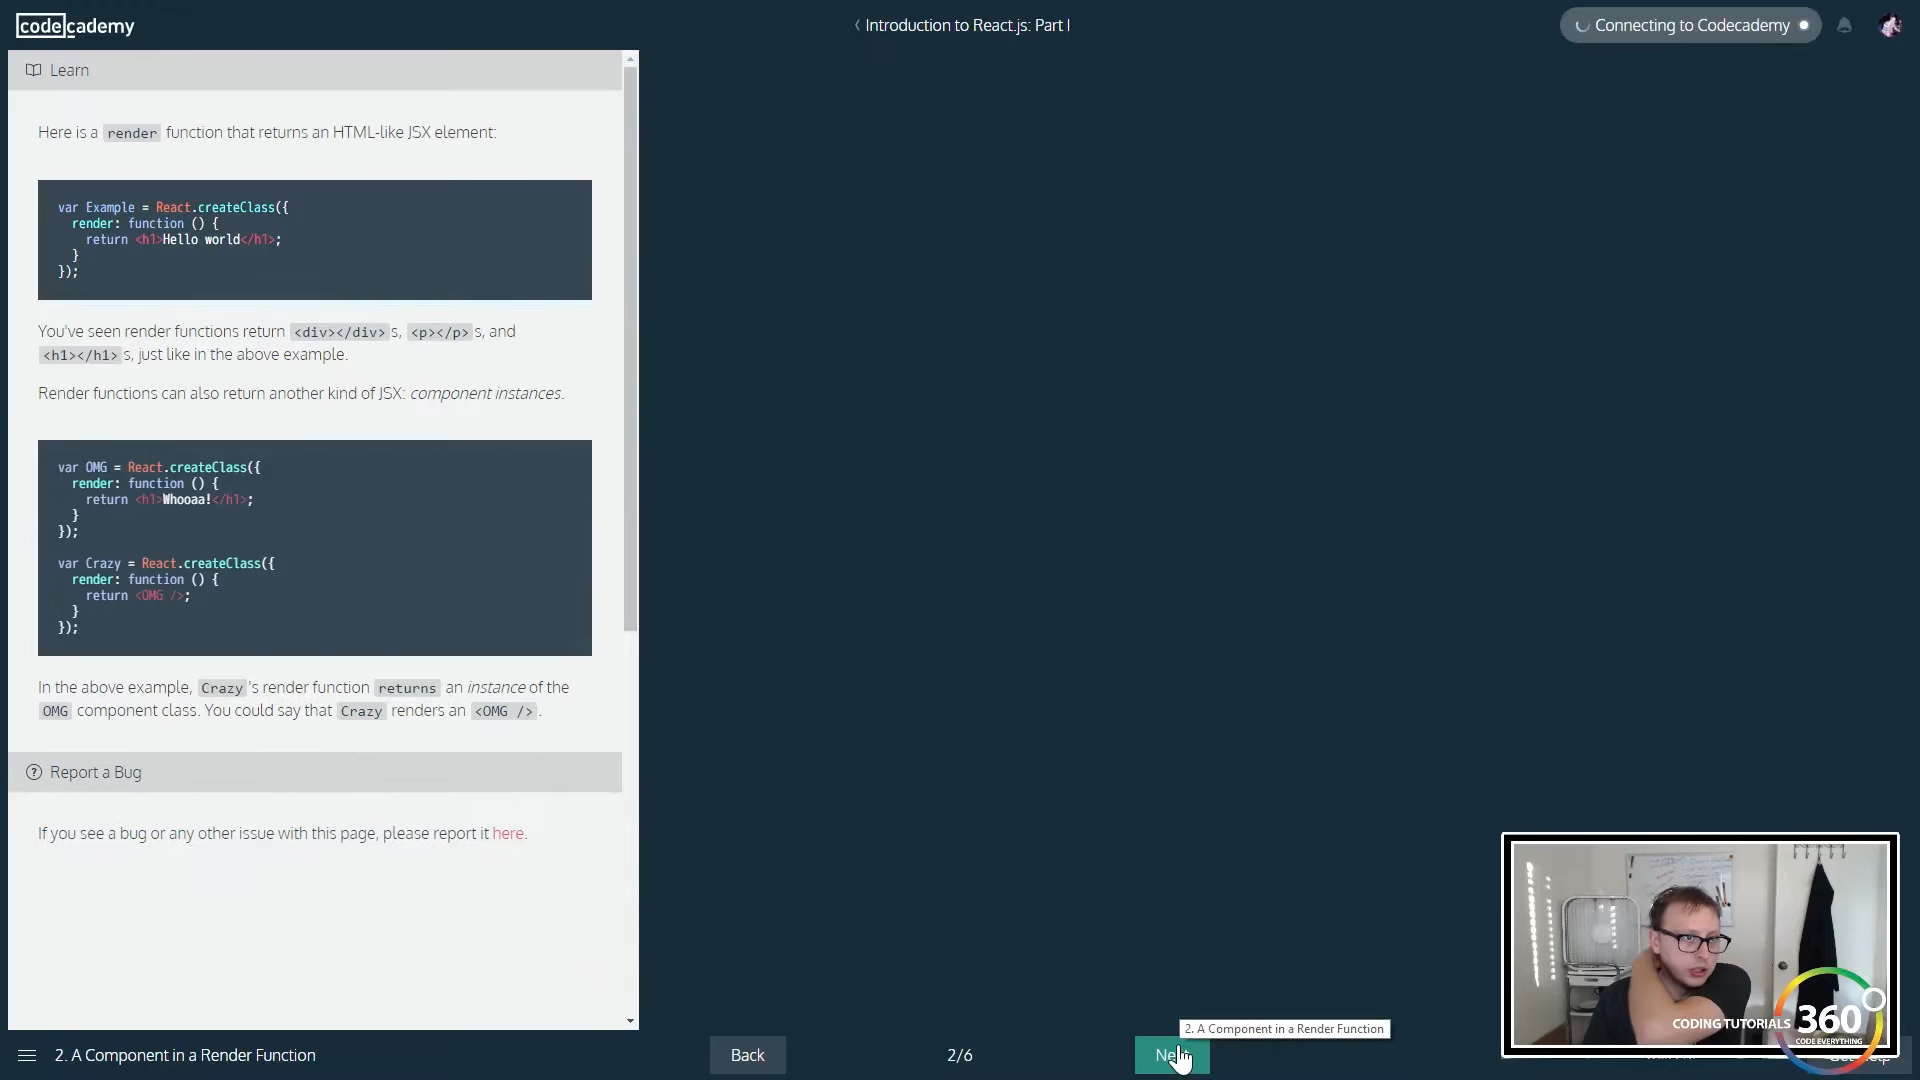 codecademy
Introduction to React.js: Part I
Connecting to Codecademy
Learn
Here is a render function that returns an HTML-like JSX element:
var Example = React.createClass({
render: function () {
return <h1>Hello world</h1>;
}
});
You've seen render functions return <div></div>s, <p></p>s, and
<h1></h1>s, just like in the above example.
Render functions can also return another kind of JSX: component instances.
var OMG = React.createClass({
render: function () {
return <h1>Whooaa!</h1>;
}
});
var Crazy = React.createClass({
render: function () {
return <OMG />;
}
});
In the above example, Crazy's render function returns an instance of the
OMG component class. You could say that Crazy renders an <OMG />.
Report a Bug
If you see a bug or any other issue with this page, please report it here.
CODING TUTORIALS 360
CODE EVERYTHING
2. A Component in a Render Function
2. A Component in a Render Function
Back
2/6